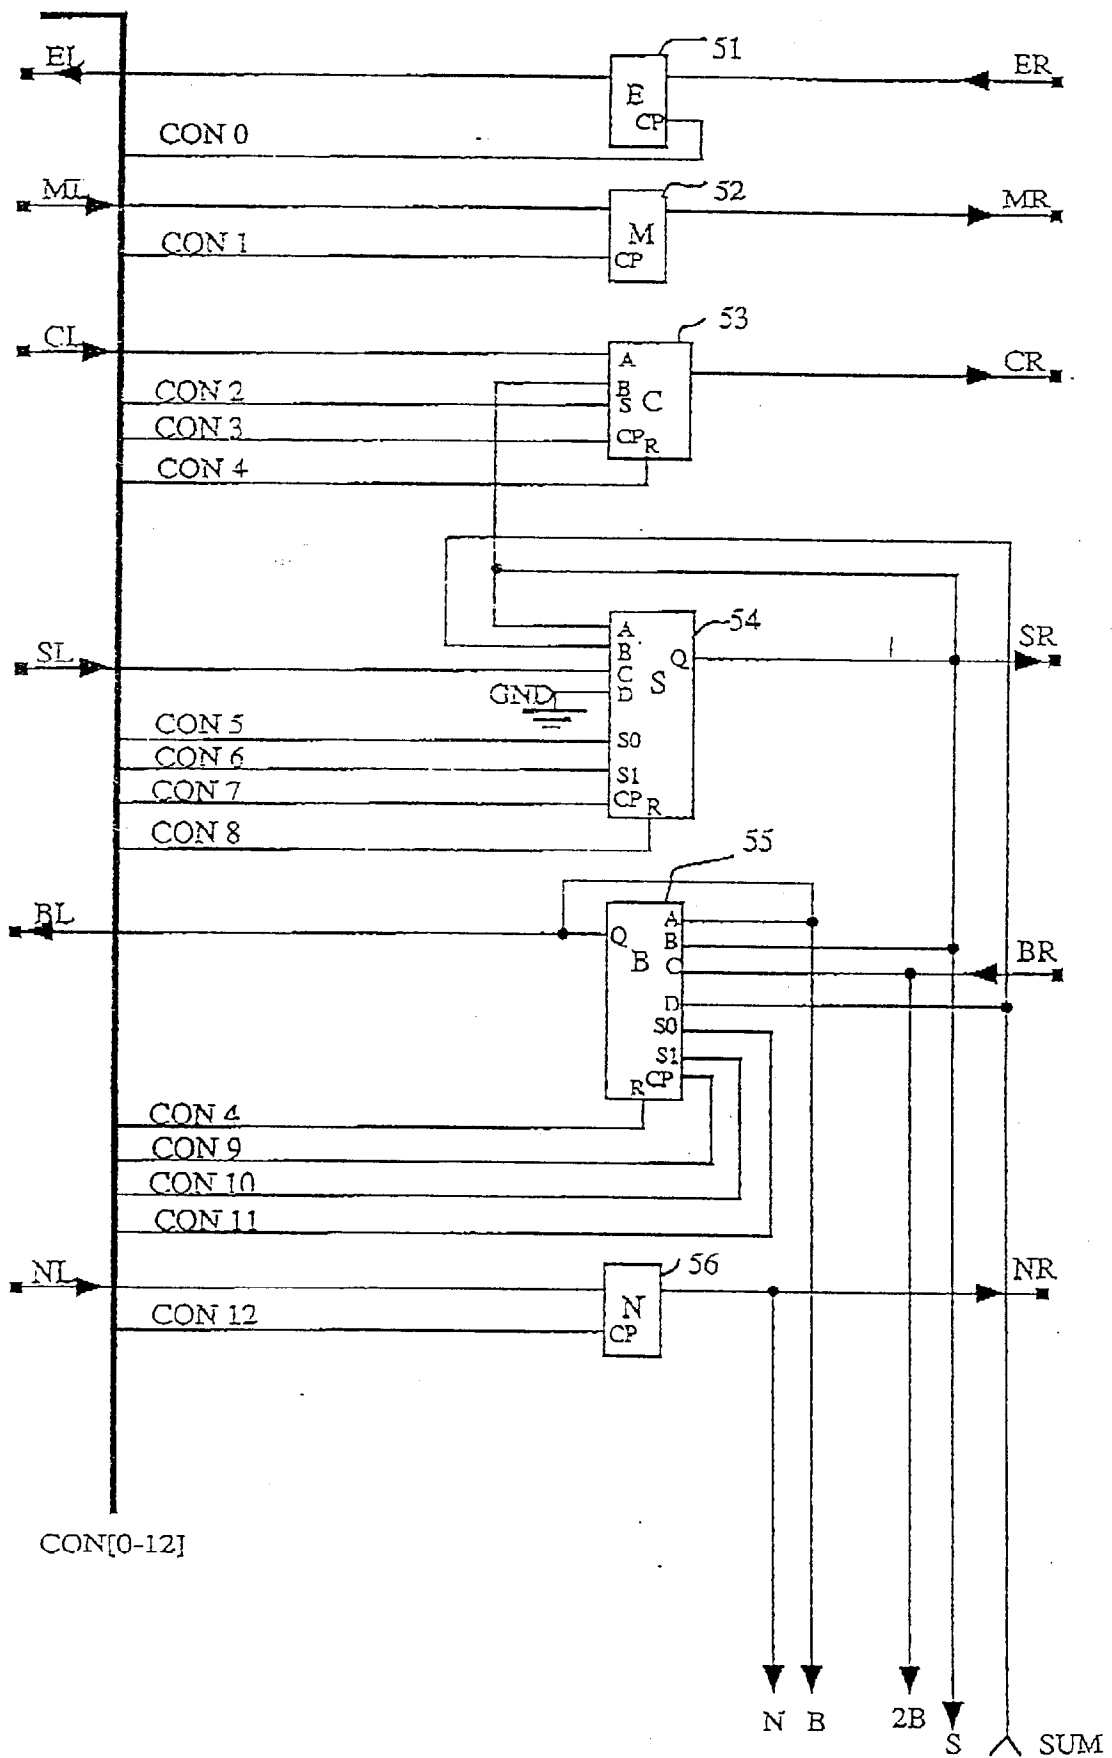 EL
51
ER
E
CP
CON 0
ML
52
MR
M
CON 1
CP
CL
53
CR
A
B
CON 2
S
C
CON 3
CP
R
CON 4
A
54
SR
B
Q
SL
C
S
GND
D
CON 5
S0
CON 6
S1
CON 7
CP
R
CON 8
55
BL
A
Q
B
BR
B
C
D
S0
S1
CP
R
CON 4
CON 9
CON 10
CON 11
NL
56
NR
N
CON 12
CP
CON[0-12]
N
B
2B
S
SUM